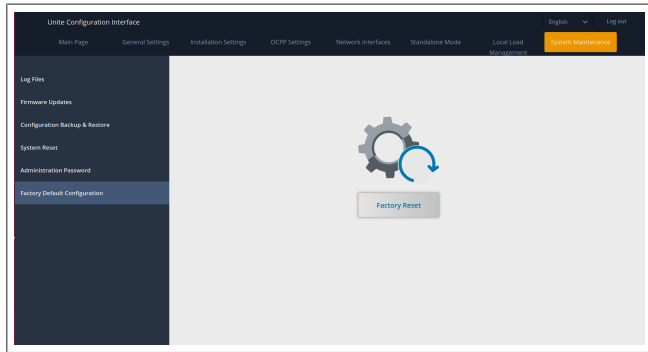 Unite Configuration Interface
English
Log out
Main Page
General Settings
Installation Settings
OCPP Settings
Network Interfaces
Standalone Mode
Local Load
Management
System Maintenance
Log Files
Firmware Updates
Configuration Backup & Restore
System Reset
Administration Password
Factory Default Configuration
Factory Reset